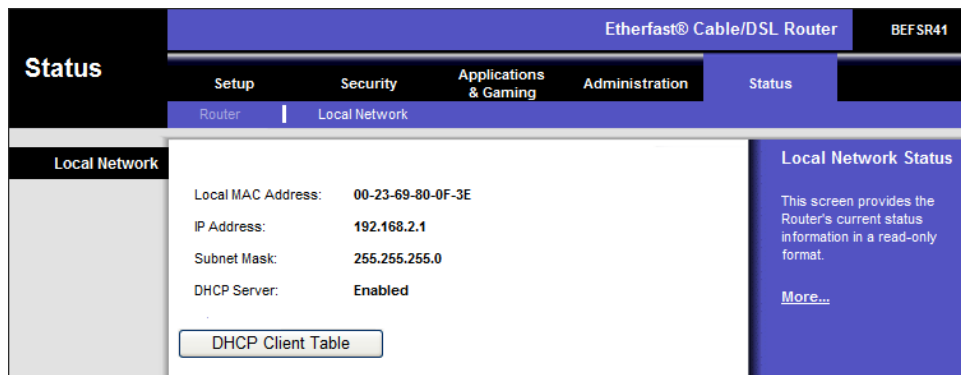 Etherfast® Cable/DSL Router BEFSR41
Status
Setup Security Applications & Gaming Administration Status
Router Local Network
Local Network
Local MAC Address: 00-23-69-80-0F-3E
IP Address: 192.168.2.1
Subnet Mask: 255.255.255.0
DHCP Server: Enabled
DHCP Client Table
Local Network Status
This screen provides the
Router's current status
information in a read-only
format.
More...